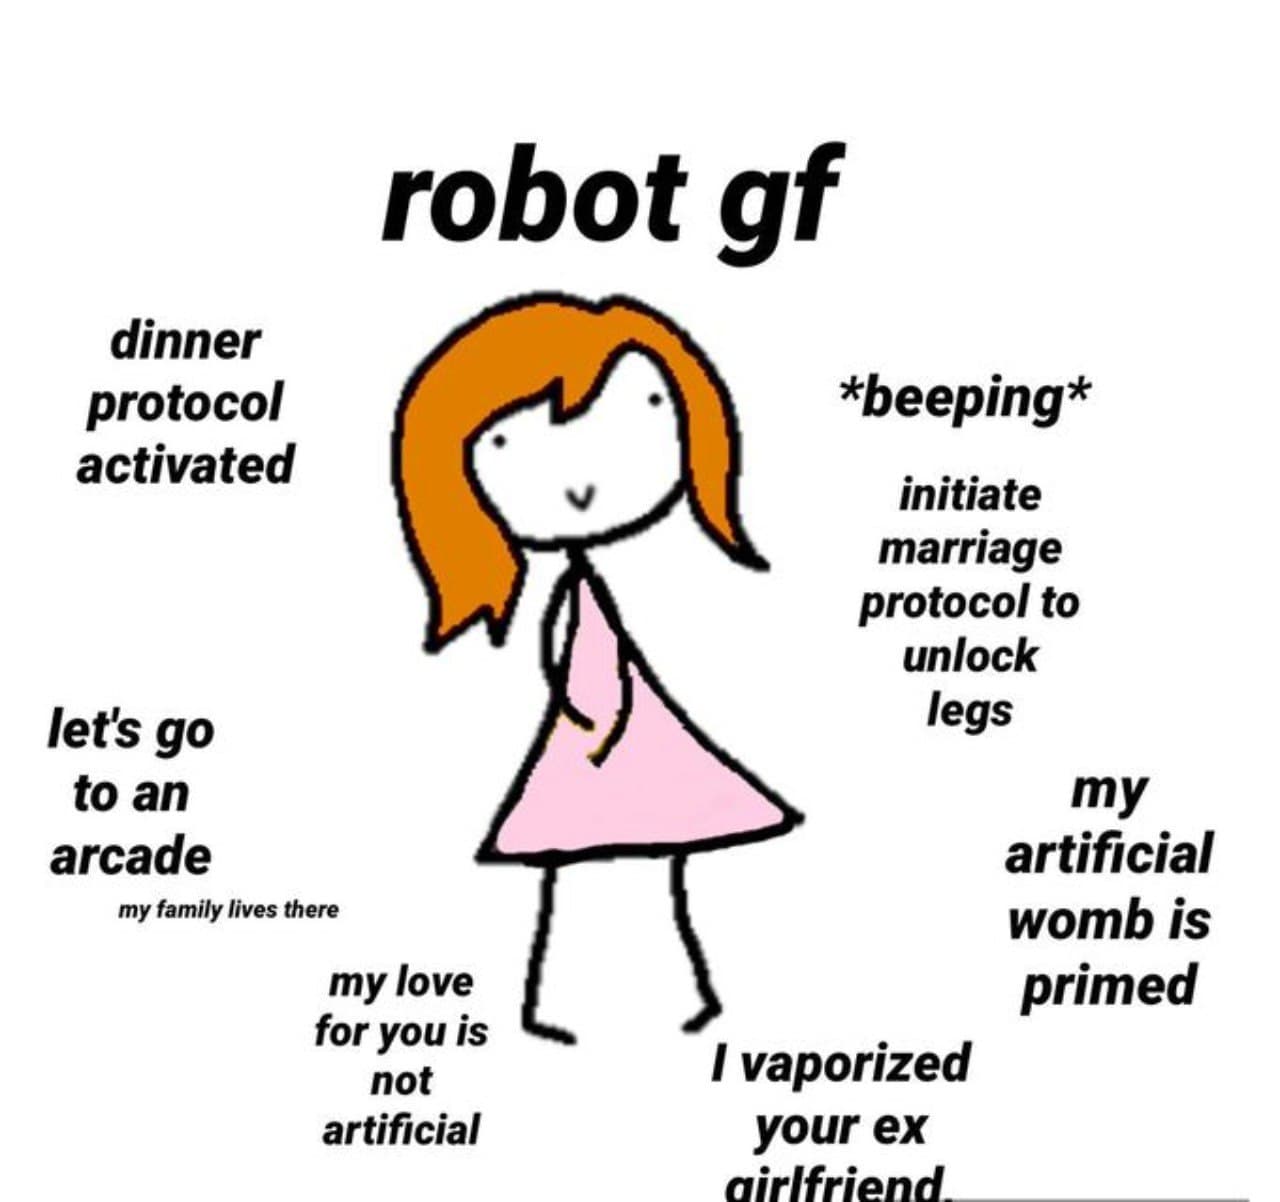 robot gf
dinner
protocol
activated
*beeping*
initiate
marriage
protocol to
unlock
legs
let's go
to an
arcade
my family lives there
my
artificial
womb is
primed
my love
for you is
not
artificial
I vaporized
your ex
girlfriend